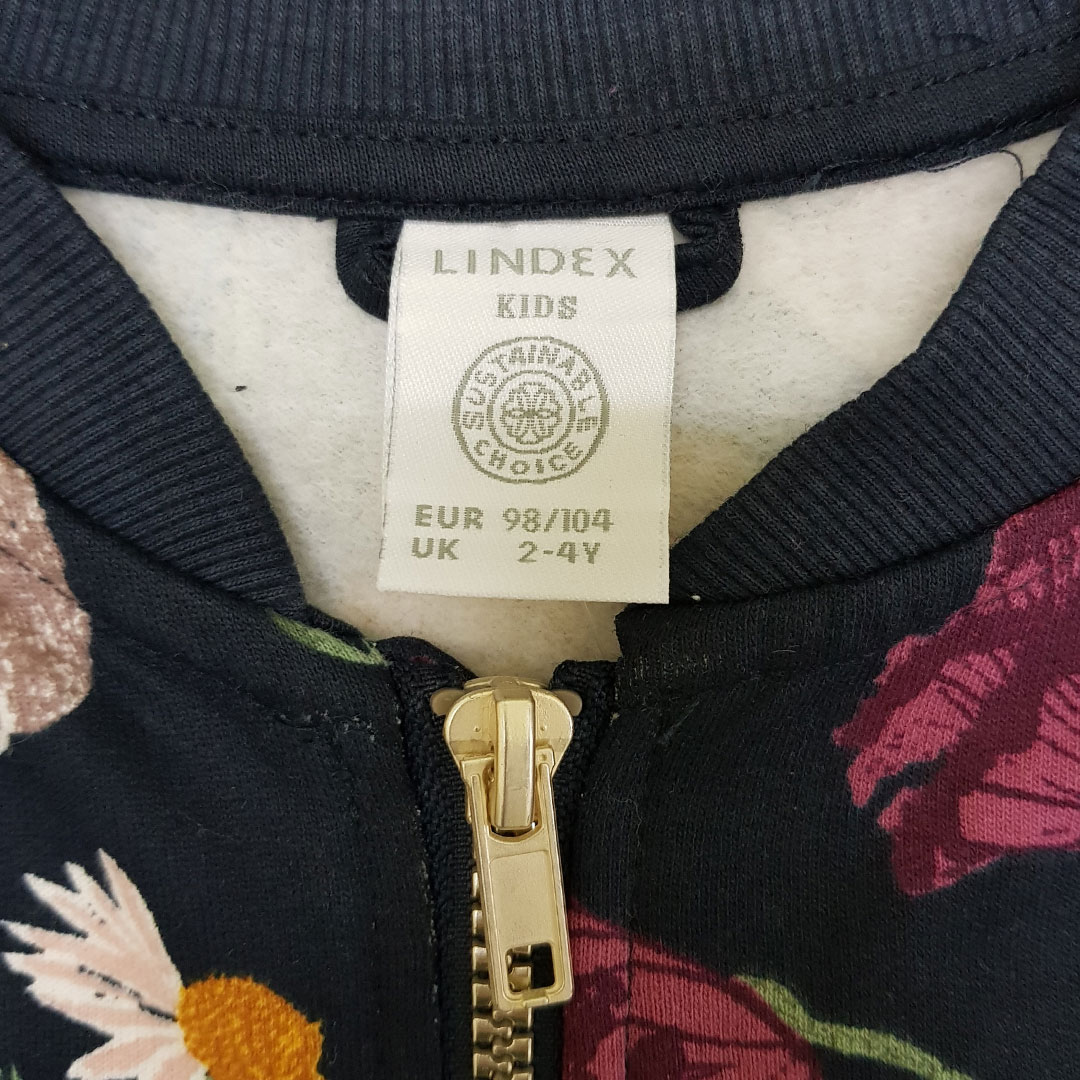 LINDEX
KIDS
SUSTAINABLE
CHOICE
EUR 98/104
UK 2-4Y